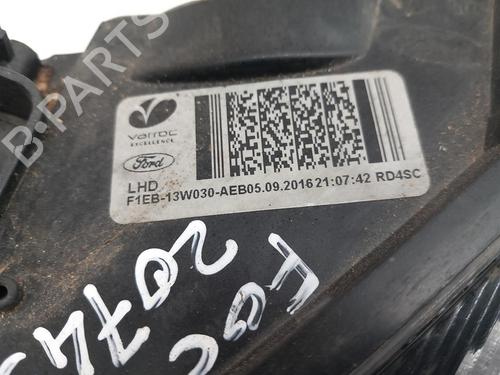 B-PARTS
varroc
EXCELLENCE
Ford
LHD
F1EB-13W030-AEB05.09.2016 21:07:42 RD4SC